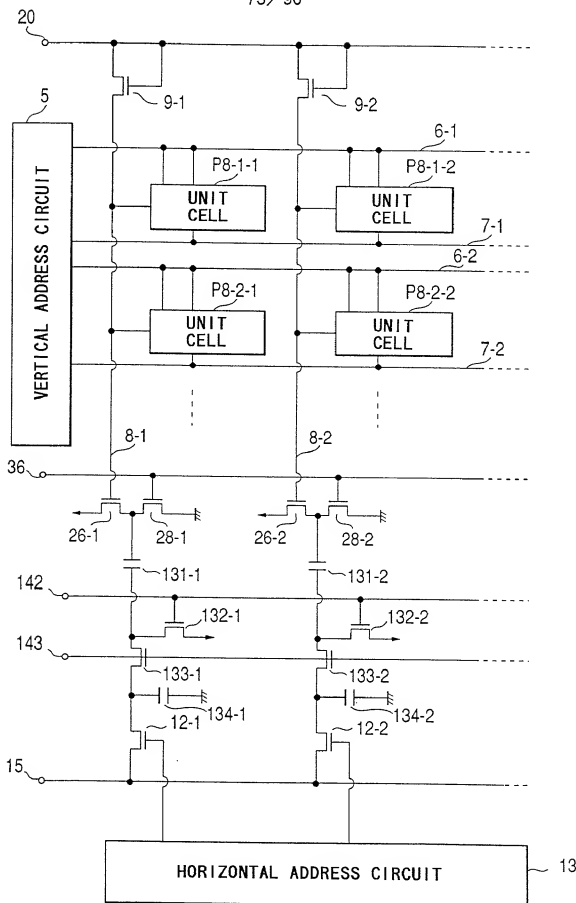 73/90
20
9-1
9-2
5
6-1
P8-1-1
P8-1-2
UNIT
CELL
UNIT
CELL
7-1
6-2
P8-2-1
P8-2-2
UNIT
CELL
UNIT
CELL
7-2
VERTICAL ADDRESS CIRCUIT
8-1
8-2
36
26-1
28-1
26-2
28-2
131-1
131-2
142
132-1
132-2
143
133-1
133-2
134-1
134-2
12-1
12-2
15
HORIZONTAL ADDRESS CIRCUIT
13